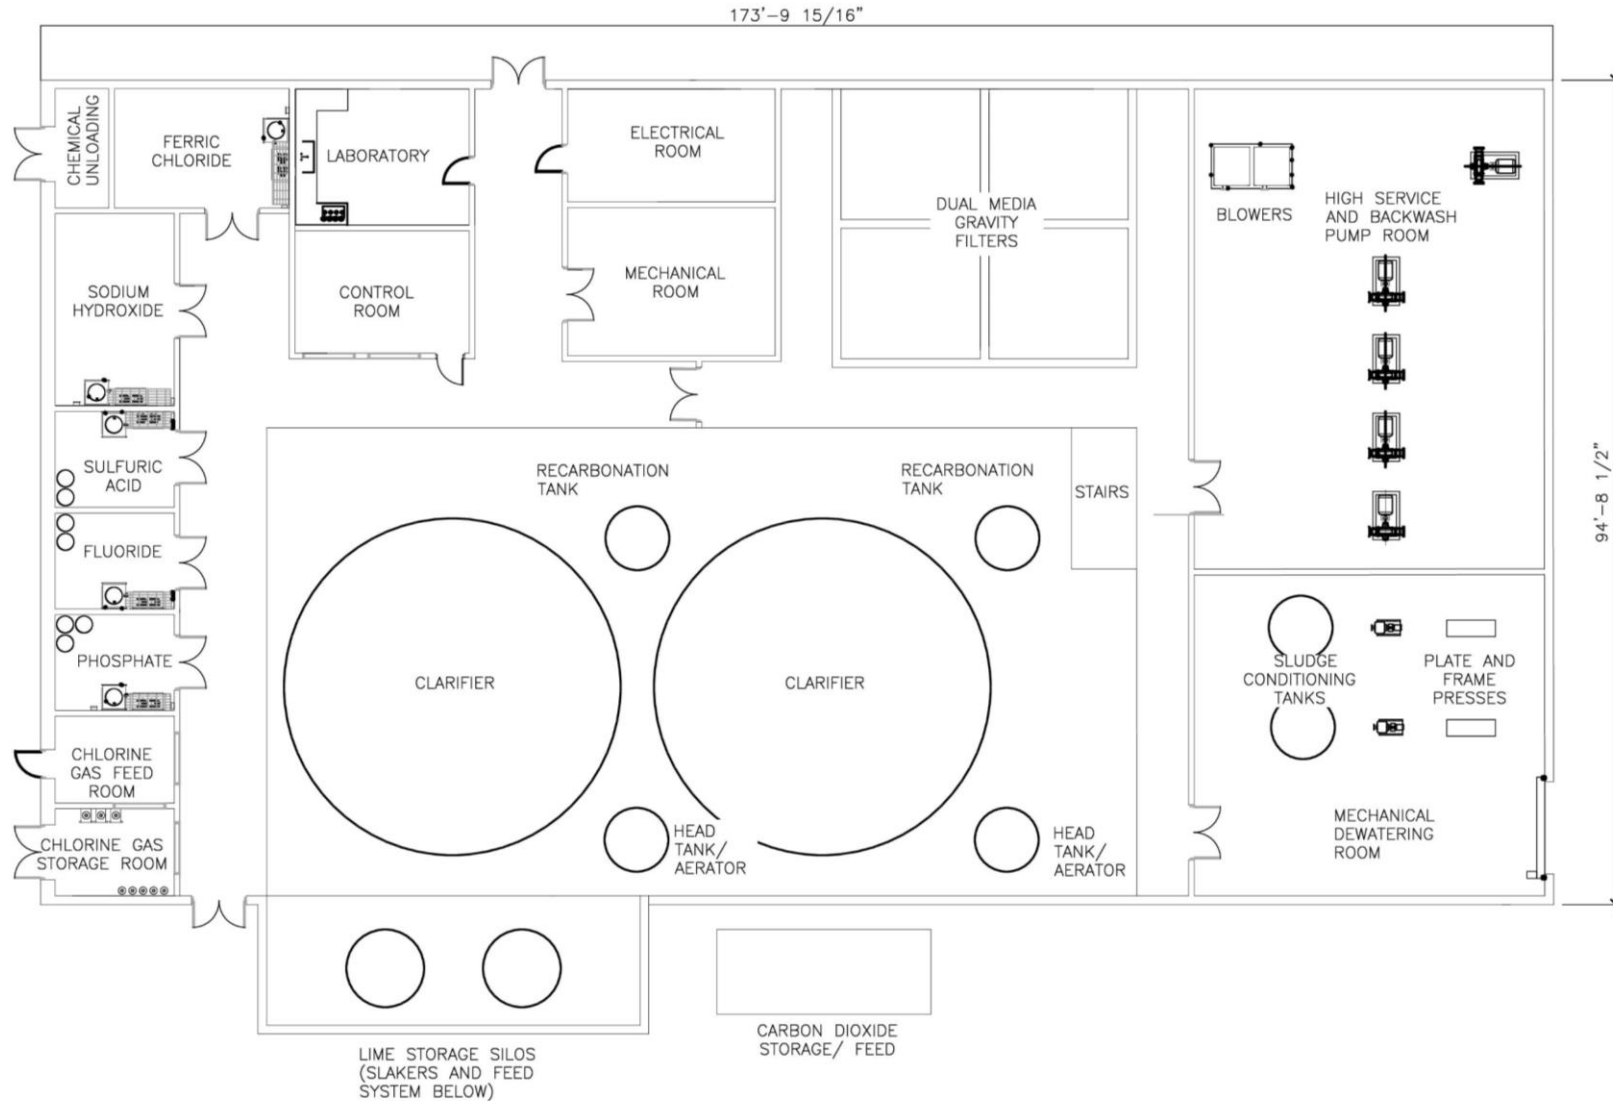 173'-9 15/16"
CHEMICAL
UNLOADING
FERRIC
CHLORIDE
LABORATORY
ELECTRICAL
ROOM
DUAL MEDIA
GRAVITY
FILTERS
BLOWERS
HIGH SERVICE
AND BACKWASH
PUMP ROOM
SODIUM
HYDROXIDE
CONTROL
ROOM
MECHANICAL
ROOM
94'-8 1/2"
SULFURIC
ACID
RECARBONATION
TANK
RECARBONATION
TANK
STAIRS
FLUORIDE
PHOSPHATE
CLARIFIER
CLARIFIER
SLUDGE
CONDITIONING
TANKS
PLATE AND
FRAME
PRESSES
CHLORINE
GAS FEED
ROOM
CHLORINE GAS
STORAGE ROOM
HEAD
TANK/
AERATOR
HEAD
TANK/
AERATOR
MECHANICAL
DEWATERING
ROOM
LIME STORAGE SILOS
(SLAKERS AND FEED
SYSTEM BELOW)
CARBON DIOXIDE
STORAGE/ FEED